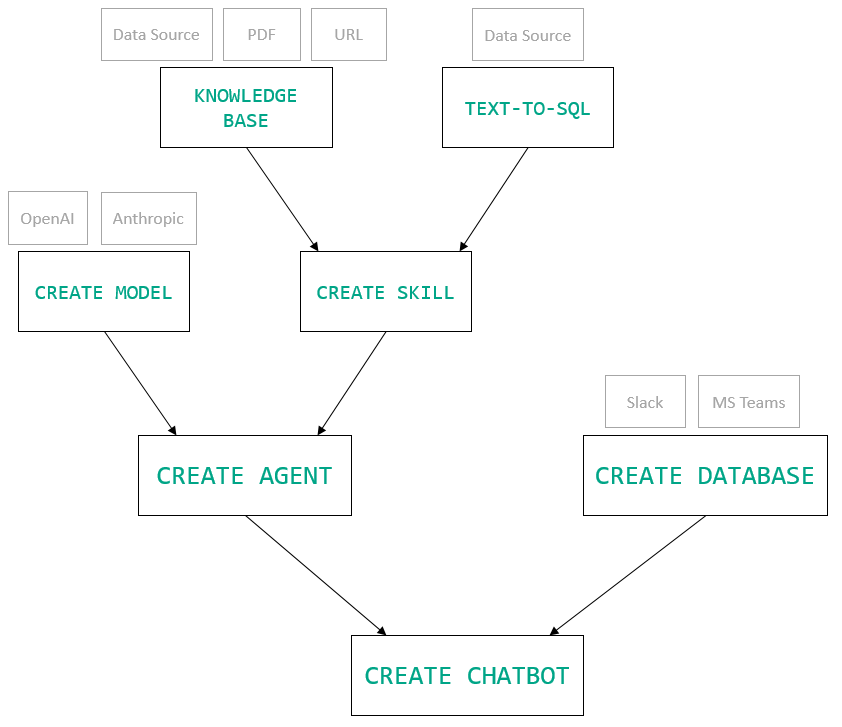 Data Source
PDF
URL
Data Source
KNOWLEDGE
BASE
TEXT-TO-SQL
OpenAI
Anthropic
CREATE MODEL
CREATE SKILL
Slack
MS Teams
CREATE AGENT
CREATE DATABASE
CREATE CHATBOT